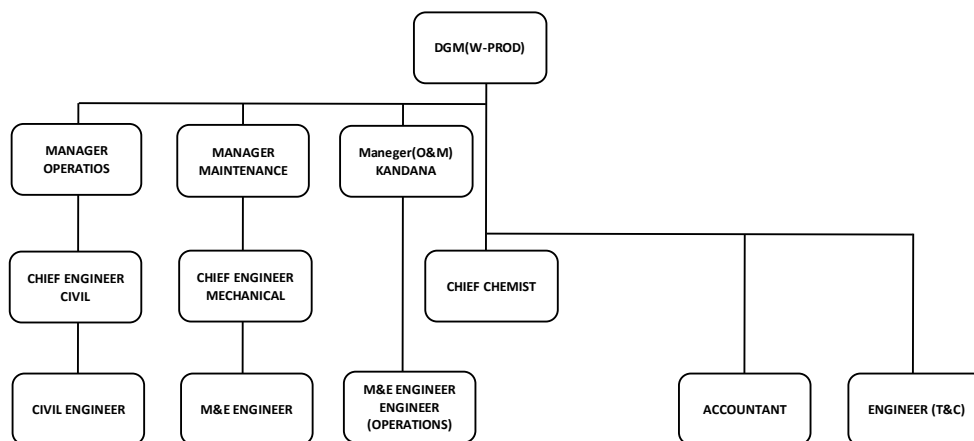 DGM(W-PROD)
MANAGER
OPERATIOS
MANAGER
MAINTENANCE
Maneger(O&M)
KANDANA
CHIEF ENGINEER
CIVIL
CHIEF ENGINEER
MECHANICAL
CHIEF CHEMIST
CIVIL ENGINEER
M&E ENGINEER
M&E ENGINEER
ENGINEER
(OPERATIONS)
ACCOUNTANT
ENGINEER (T&C)